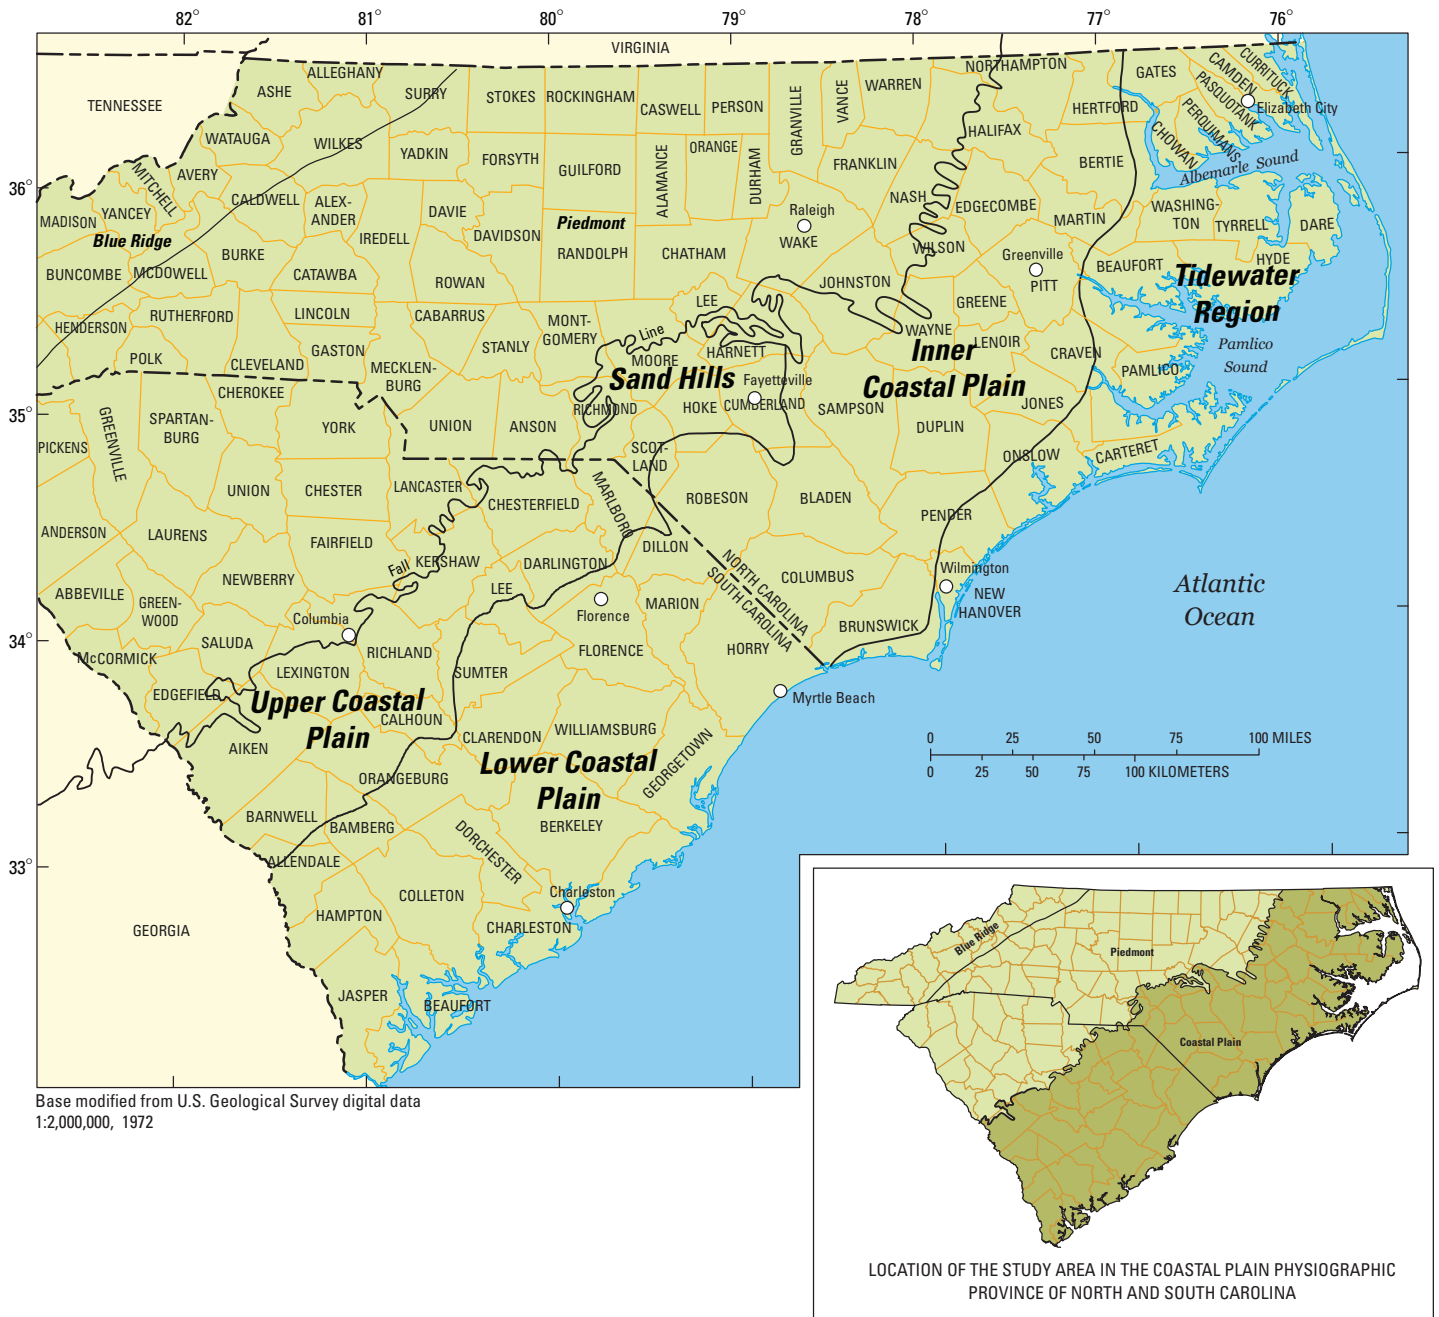 82°
81°
80°
79°
78°
77°
76°
VIRGINIA
TENNESSEE
ALLEGHANY
ASHE
SURRY
STOKES
ROCKINGHAM
CASWELL
PERSON
GRANVILLE
VANCE
WARREN
NORTHAMPTON
GATES
CAMDEN
CURRITUCK
PASQUOTANK
Elizabeth City
HERTFORD
PERQUIMANS
CHOWAN
WATAUGA
WILKES
YADKIN
FORSYTH
GUILFORD
ALAMANCE
ORANGE
DURHAM
FRANKLIN
HALIFAX
BERTIE
Albemarle Sound
36°
MITCHELL
AVERY
CALDWELL
ALEX-
ANDER
DAVIE
IREDELL
DAVIDSON
Piedmont
RANDOLPH
CHATHAM
Raleigh
WAKE
NASH
EDGECOMBE
MARTIN
WASHING-
TON
TYRRELL
DARE
MADISON
YANCEY
Blue Ridge
BUNCOMBE
MCDOWELL
BURKE
CATAWBA
ROWAN
JOHNSTON
WILSON
Greenville
PITT
BEAUFORT
HYDE
Tidewater
Region
HENDERSON
RUTHERFORD
LINCOLN
CABARRUS
MONT-
GOMERY
LEE
GREENE
WAYNE
LENOIR
CRAVEN
Pamlico
Sound
PAMLICO
POLK
CLEVELAND
GASTON
MECKLEN-
BURG
STANLY
Line
MOORE
HARNETT
Inner
Coastal Plain
Sand Hills
Fayetteville
35°
CHEROKEE
GREENVILLE
SPARTAN-
BURG
YORK
UNION
ANSON
RICHMOND
HOKE
CUMBERLAND
SAMPSON
DUPLIN
JONES
PICKENS
SCOT-
LAND
ONSLOW
CARTERET
UNION
CHESTER
LANCASTER
CHESTERFIELD
MARLBORO
ROBESON
BLADEN
PENDER
ANDERSON
LAURENS
FAIRFIELD
Fall
KERSHAW
DARLINGTON
DILLON
NORTH CAROLINA
SOUTH CAROLINA
COLUMBUS
Wilmington
NEW
HANOVER
Atlantic
Ocean
ABBEVILLE
GREEN-
WOOD
NEWBERRY
LEE
Florence
MARION
BRUNSWICK
34°
Columbia
SALUDA
RICHLAND
FLORENCE
HORRY
McCORMICK
EDGEFIELD
LEXINGTON
SUMTER
Myrtle Beach
Upper Coastal
Plain
CALHOUN
AIKEN
CLARENDON
WILLIAMSBURG
GEORGETOWN
Lower Coastal
Plain
ORANGEBURG
0 25 50 75 100 MILES
0 25 50 75 100 KILOMETERS
BARNWELL
BAMBERG
BERKELEY
DORCHESTER
33°
ALLENDALE
COLLETON
Charleston
CHARLESTON
HAMPTON
GEORGIA
JASPER
BEAUFORT
Base modified from U.S. Geological Survey digital data
1:2,000,000, 1972
Blue Ridge
Piedmont
Coastal Plain
LOCATION OF THE STUDY AREA IN THE COASTAL PLAIN PHYSIOGRAPHIC
PROVINCE OF NORTH AND SOUTH CAROLINA